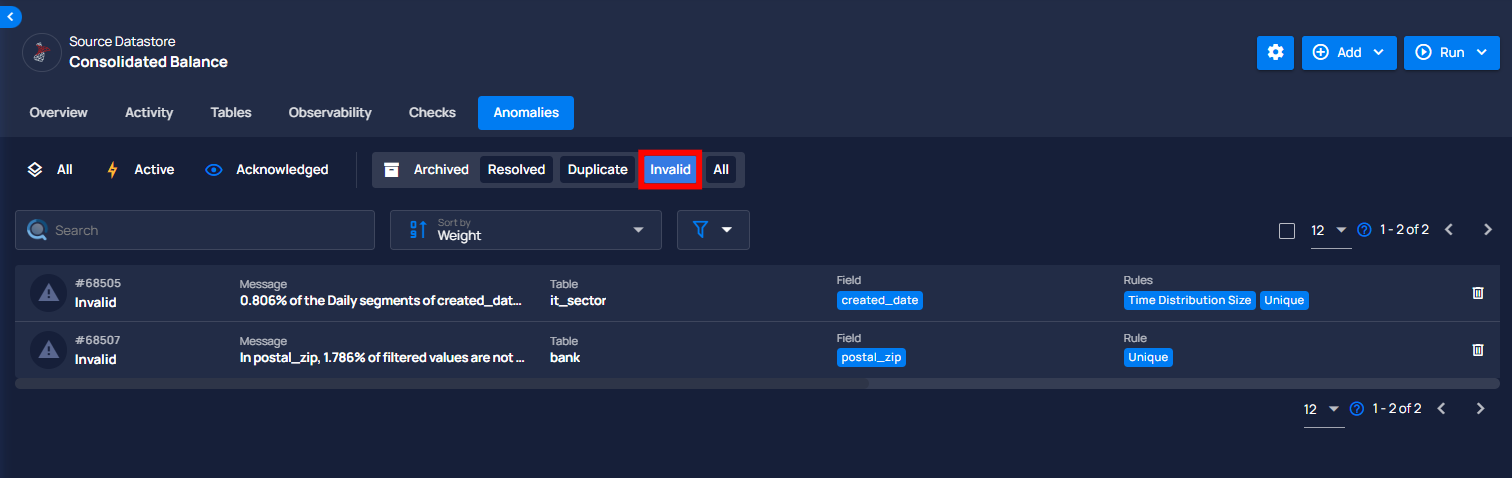 Source Datastore
Consolidated Balance
Add
Run
Overview Activity Tables Observability Checks Anomalies
All Active Acknowledged Archived Resolved Duplicate Invalid All
Search
Sort by
Weight
12 1 - 2 of 2
#68505 Message Table Field Rules
Invalid 0.806% of the Daily segments of created_dat... it_sector created_date Time Distribution Size Unique
#68507 Message Table Field Rule
Invalid In postal_zip, 1.786% of filtered values are not ... bank postal_zip Unique
12 1 - 2 of 2